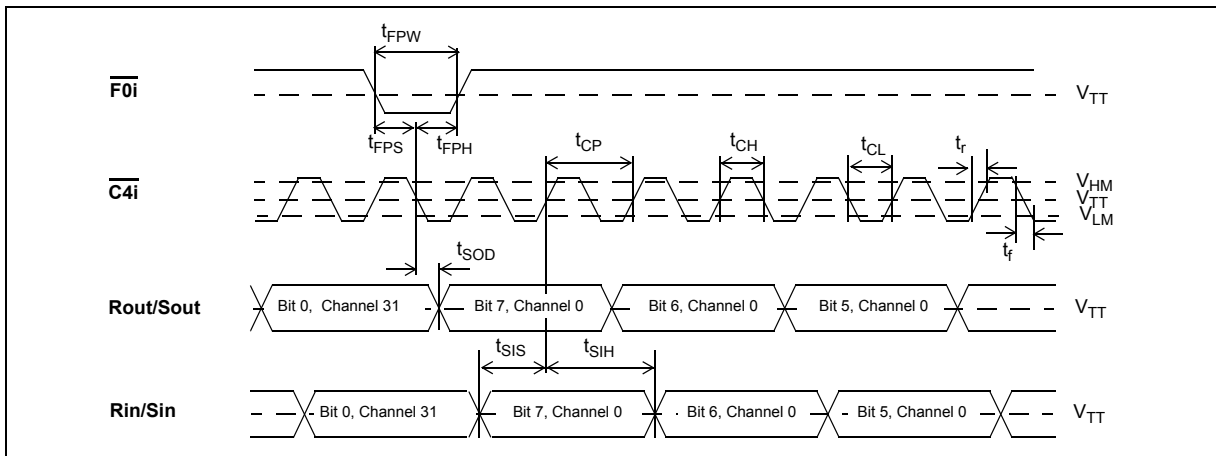 tFPW
F0i
VTT
tFPS tFPH
tCP tCH tCL tr
C4i
VHM
VTT
VLM
tSOD tf
Rout/Sout Bit 0, Channel 31 Bit 7, Channel 0 Bit 6, Channel 0 Bit 5, Channel 0 VTT
tSIS tSIH
Rin/Sin Bit 0, Channel 31 Bit 7, Channel 0 Bit 6, Channel 0 Bit 5, Channel 0 VTT